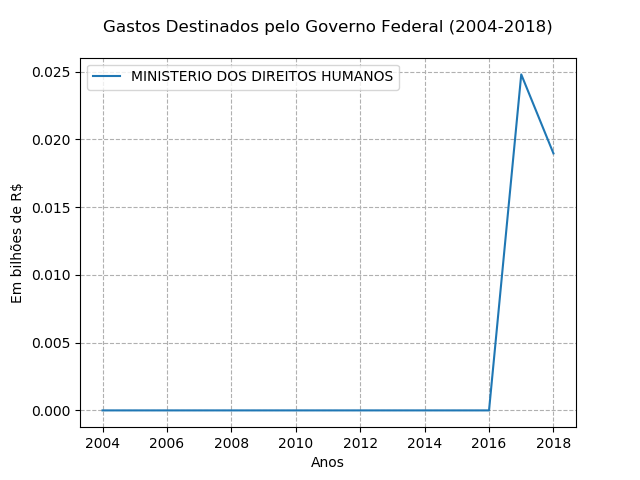 Gastos Destinados pelo Governo Federal (2004-2018)
MINISTERIO DOS DIREITOS HUMANOS
Em bilhões de R$
0.025
0.020
0.015
0.010
0.005
0.000
2004 2006 2008 2010 2012 2014 2016 2018
Anos